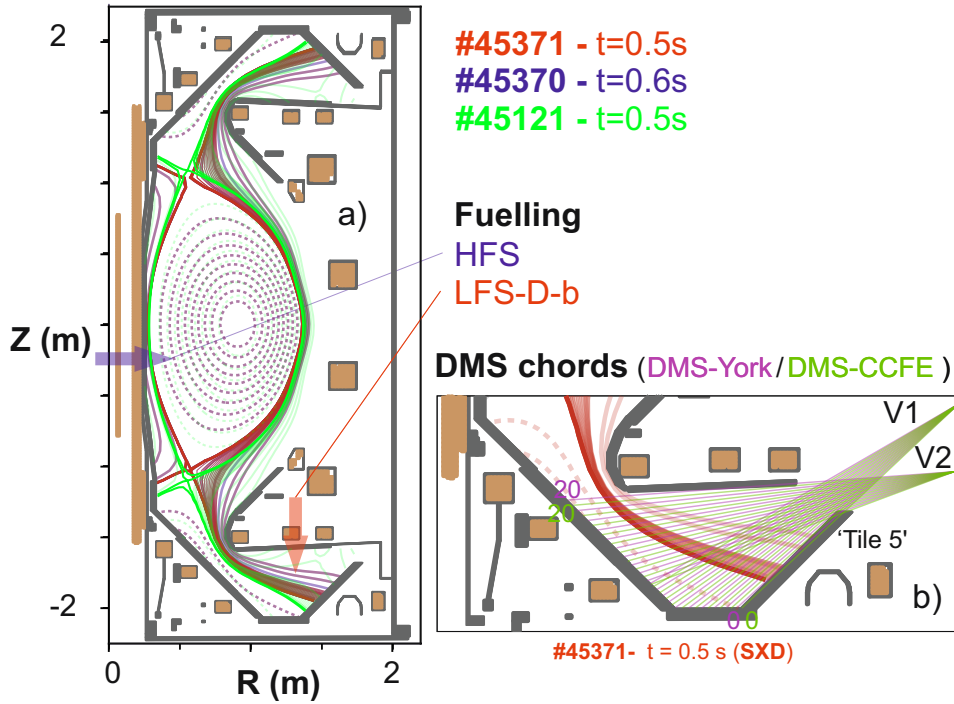 2
#45371 - t=0.5s
#45370 - t=0.6s
#45121 - t=0.5s
a)
Fuelling
HFS
LFS-D-b
Z (m)
DMS chords (DMS-York/DMS-CCFE )
V1
V2
20
20
'Tile 5'
b)
0 0
-2
#45371- t = 0.5 s (SXD)
0
2
R (m)